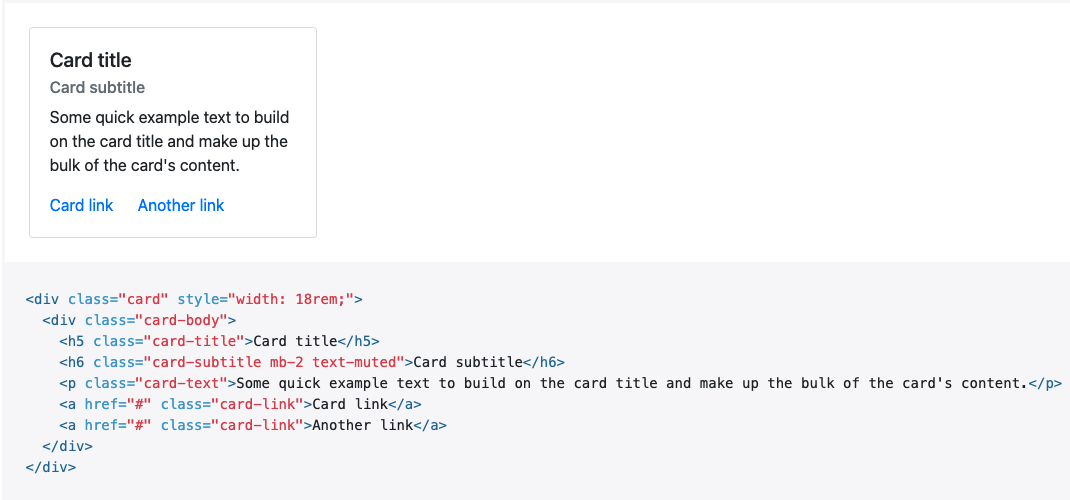 Card title
Card subtitle
Some quick example text to build
on the card title and make up the
bulk of the card's content.
Card link Another link
<div class="card" style="width: 18rem;">
  <div class="card-body">
    <h5 class="card-title">Card title</h5>
    <h6 class="card-subtitle mb-2 text-muted">Card subtitle</h6>
    <p class="card-text">Some quick example text to build on the card title and make up the bulk of the card's content.</p>
    <a href="#" class="card-link">Card link</a>
    <a href="#" class="card-link">Another link</a>
  </div>
</div>